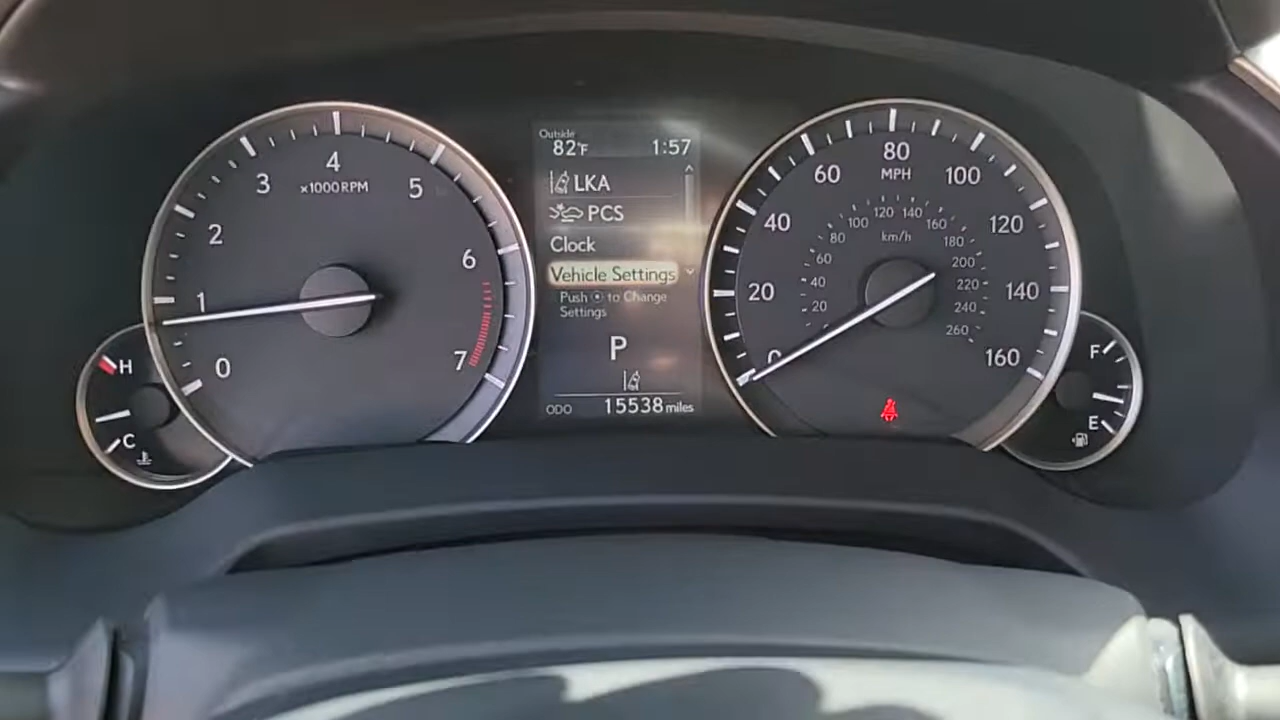 0
1
2
3
4
5
6
7
x1000RPM
H
C
Outside
82°F 1:57
LKA
PCS
Clock
Vehicle Settings
Push ⊙ to Change
Settings
P
ODO 15538 miles
0
20
40
60
80
100
120
140
160
MPH
20
40
60
80
100
120
140
160
180
200
220
240
260
km/h
F
E